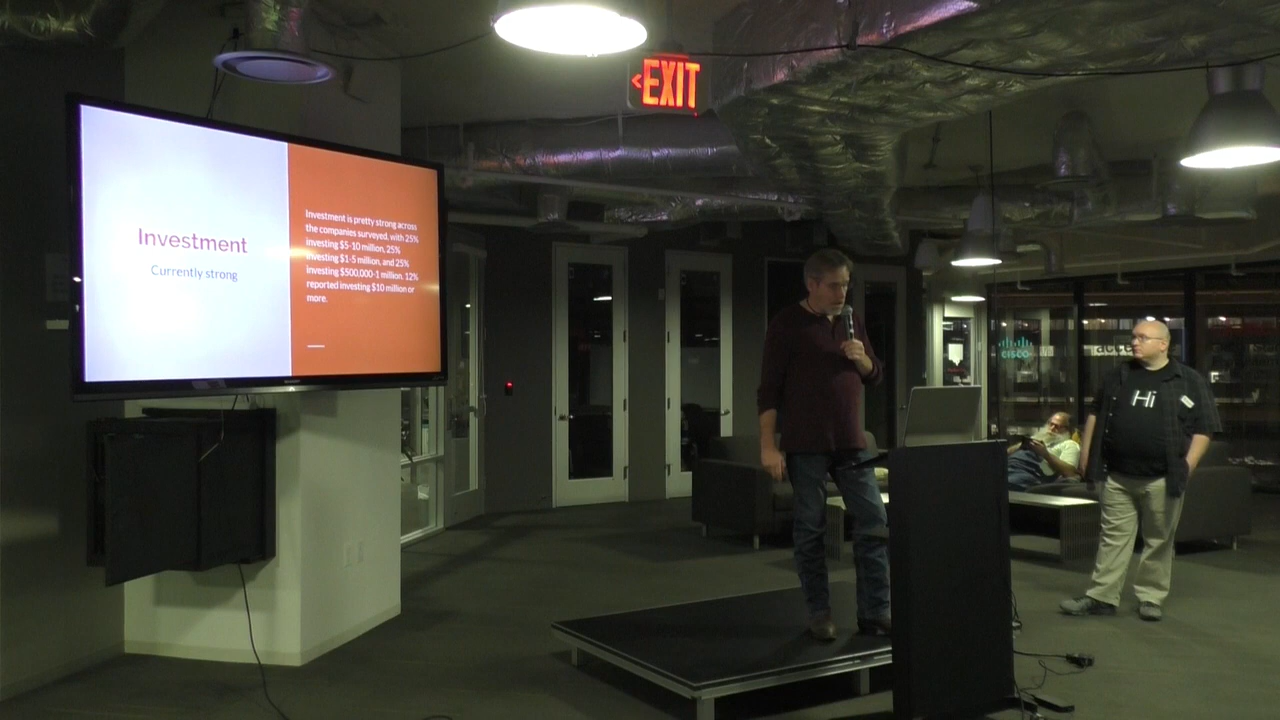 <EXIT
Investment
Currently strong
Investment is pretty strong across
the companies surveyed, with 25%
investing $5-10 million, 25%
investing $1-5 million, and 25%
investing $500,000-1 million, 12%
reported investing $10 million or
more.
cisco
Hi